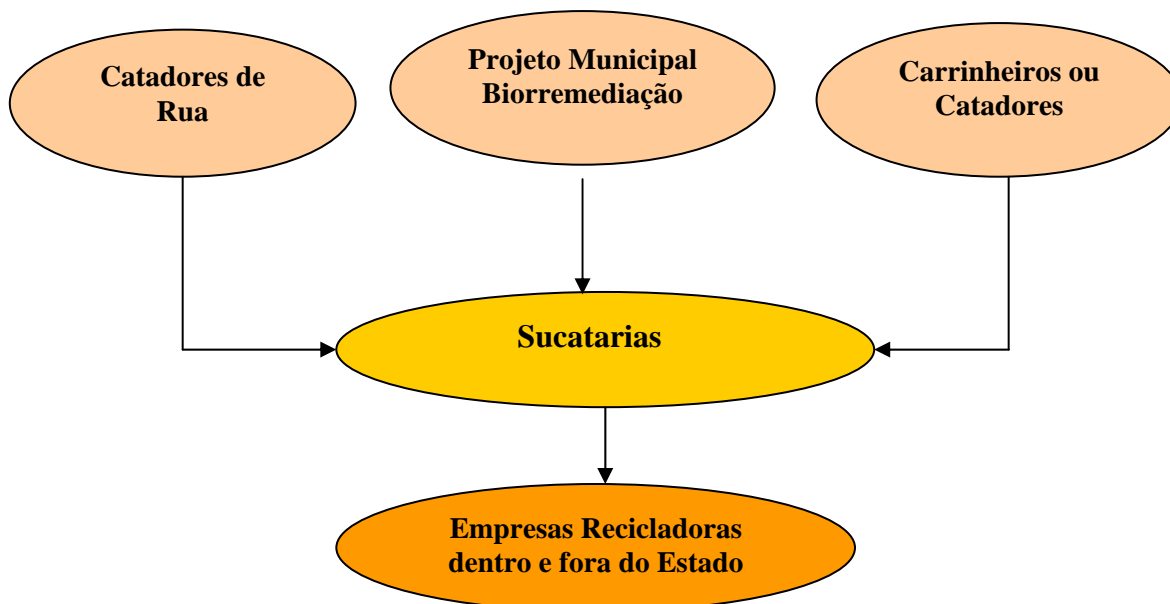 Catadores de
Rua
Projeto Municipal
Biorremediação
Carrinheiros ou
Catadores
Sucatarias
Empresas Recicladoras
dentro e fora do Estado